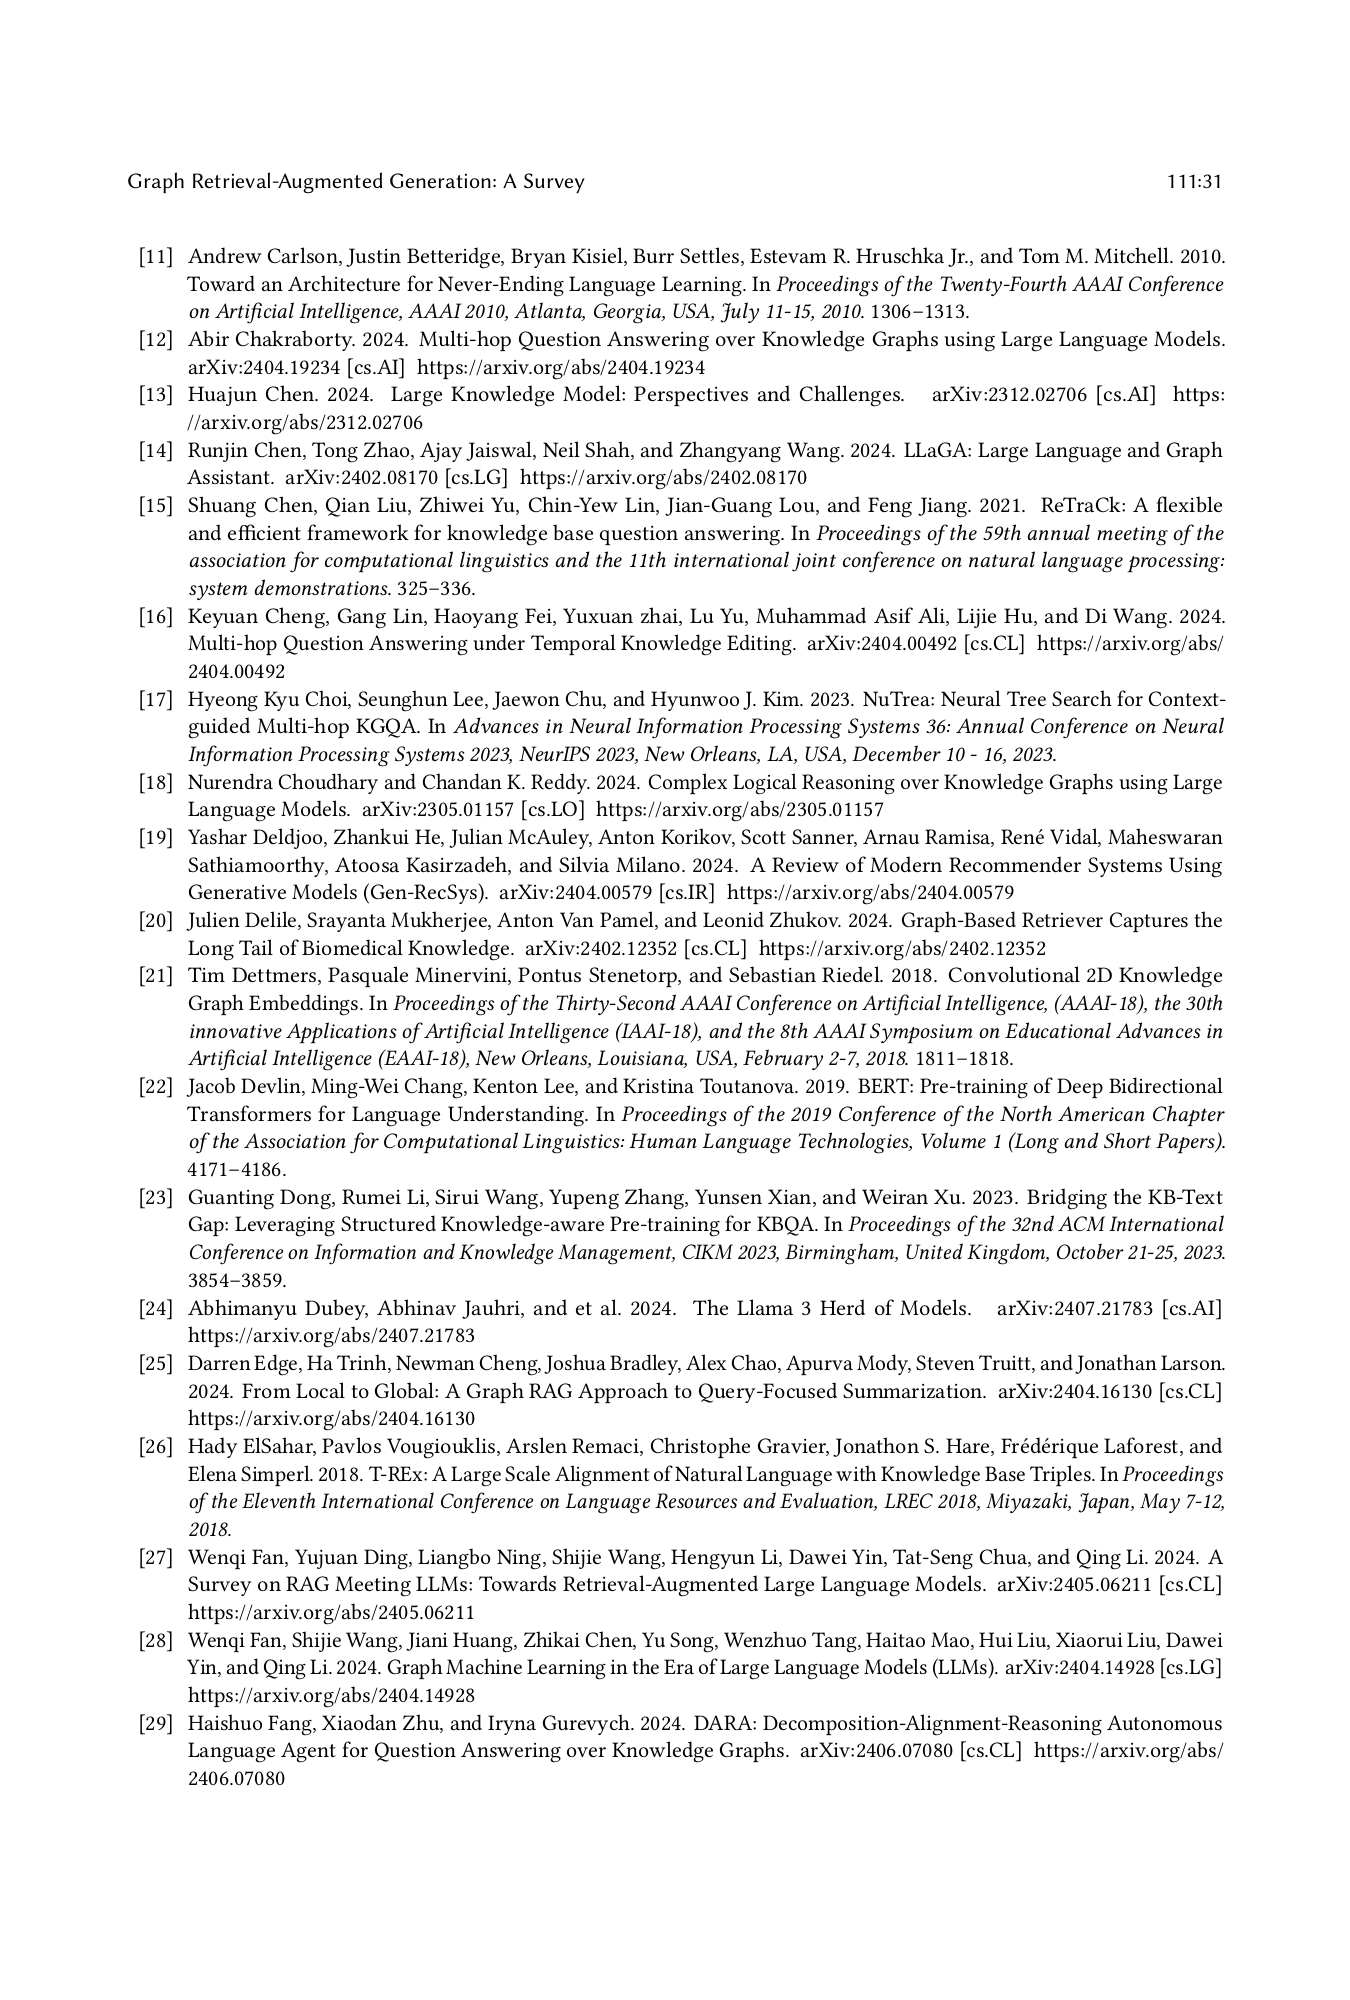 Graph Retrieval-Augmented Generation: A Survey 111:31
[11] Andrew Carlson, Justin Betteridge, Bryan Kisiel, Burr Settles, Estevam R. Hruschka Jr., and Tom M. Mitchell. 2010.
Toward an Architecture for Never-Ending Language Learning. In Proceedings of the Twenty-Fourth AAAI Conference
on Artificial Intelligence, AAAI 2010, Atlanta, Georgia, USA, July 11-15, 2010. 1306–1313.
[12] Abir Chakraborty. 2024. Multi-hop Question Answering over Knowledge Graphs using Large Language Models.
arXiv:2404.19234 [cs.AI] https://arxiv.org/abs/2404.19234
[13] Huajun Chen. 2024. Large Knowledge Model: Perspectives and Challenges. arXiv:2312.02706 [cs.AI] https:
//arxiv.org/abs/2312.02706
[14] Runjin Chen, Tong Zhao, Ajay Jaiswal, Neil Shah, and Zhangyang Wang. 2024. LLaGA: Large Language and Graph
Assistant. arXiv:2402.08170 [cs.LG] https://arxiv.org/abs/2402.08170
[15] Shuang Chen, Qian Liu, Zhiwei Yu, Chin-Yew Lin, Jian-Guang Lou, and Feng Jiang. 2021. ReTraCk: A flexible
and efficient framework for knowledge base question answering. In Proceedings of the 59th annual meeting of the
association for computational linguistics and the 11th international joint conference on natural language processing:
system demonstrations. 325–336.
[16] Keyuan Cheng, Gang Lin, Haoyang Fei, Yuxuan zhai, Lu Yu, Muhammad Asif Ali, Lijie Hu, and Di Wang. 2024.
Multi-hop Question Answering under Temporal Knowledge Editing. arXiv:2404.00492 [cs.CL] https://arxiv.org/abs/
2404.00492
[17] Hyeong Kyu Choi, Seunghun Lee, Jaewon Chu, and Hyunwoo J. Kim. 2023. NuTrea: Neural Tree Search for Context-
guided Multi-hop KGQA. In Advances in Neural Information Processing Systems 36: Annual Conference on Neural
Information Processing Systems 2023, NeurIPS 2023, New Orleans, LA, USA, December 10 - 16, 2023.
[18] Nurendra Choudhary and Chandan K. Reddy. 2024. Complex Logical Reasoning over Knowledge Graphs using Large
Language Models. arXiv:2305.01157 [cs.LO] https://arxiv.org/abs/2305.01157
[19] Yashar Deldjoo, Zhankui He, Julian McAuley, Anton Korikov, Scott Sanner, Arnau Ramisa, René Vidal, Maheswaran
Sathiamoorthy, Atoosa Kasirzadeh, and Silvia Milano. 2024. A Review of Modern Recommender Systems Using
Generative Models (Gen-RecSys). arXiv:2404.00579 [cs.IR] https://arxiv.org/abs/2404.00579
[20] Julien Delile, Srayanta Mukherjee, Anton Van Pamel, and Leonid Zhukov. 2024. Graph-Based Retriever Captures the
Long Tail of Biomedical Knowledge. arXiv:2402.12352 [cs.CL] https://arxiv.org/abs/2402.12352
[21] Tim Dettmers, Pasquale Minervini, Pontus Stenetorp, and Sebastian Riedel. 2018. Convolutional 2D Knowledge
Graph Embeddings. In Proceedings of the Thirty-Second AAAI Conference on Artificial Intelligence, (AAAI-18), the 30th
innovative Applications of Artificial Intelligence (IAAI-18), and the 8th AAAI Symposium on Educational Advances in
Artificial Intelligence (EAAI-18), New Orleans, Louisiana, USA, February 2-7, 2018. 1811–1818.
[22] Jacob Devlin, Ming-Wei Chang, Kenton Lee, and Kristina Toutanova. 2019. BERT: Pre-training of Deep Bidirectional
Transformers for Language Understanding. In Proceedings of the 2019 Conference of the North American Chapter
of the Association for Computational Linguistics: Human Language Technologies, Volume 1 (Long and Short Papers).
4171–4186.
[23] Guanting Dong, Rumei Li, Sirui Wang, Yupeng Zhang, Yunsen Xian, and Weiran Xu. 2023. Bridging the KB-Text
Gap: Leveraging Structured Knowledge-aware Pre-training for KBQA. In Proceedings of the 32nd ACM International
Conference on Information and Knowledge Management, CIKM 2023, Birmingham, United Kingdom, October 21-25, 2023.
3854–3859.
[24] Abhimanyu Dubey, Abhinav Jauhri, and et al. 2024. The Llama 3 Herd of Models. arXiv:2407.21783 [cs.AI]
https://arxiv.org/abs/2407.21783
[25] Darren Edge, Ha Trinh, Newman Cheng, Joshua Bradley, Alex Chao, Apurva Mody, Steven Truitt, and Jonathan Larson.
2024. From Local to Global: A Graph RAG Approach to Query-Focused Summarization. arXiv:2404.16130 [cs.CL]
https://arxiv.org/abs/2404.16130
[26] Hady ElSahar, Pavlos Vougiouklis, Arslen Remaci, Christophe Gravier, Jonathon S. Hare, Frédérique Laforest, and
Elena Simperl. 2018. T-REx: A Large Scale Alignment of Natural Language with Knowledge Base Triples. In Proceedings
of the Eleventh International Conference on Language Resources and Evaluation, LREC 2018, Miyazaki, Japan, May 7-12,
2018.
[27] Wenqi Fan, Yujuan Ding, Liangbo Ning, Shijie Wang, Hengyun Li, Dawei Yin, Tat-Seng Chua, and Qing Li. 2024. A
Survey on RAG Meeting LLMs: Towards Retrieval-Augmented Large Language Models. arXiv:2405.06211 [cs.CL]
https://arxiv.org/abs/2405.06211
[28] Wenqi Fan, Shijie Wang, Jiani Huang, Zhikai Chen, Yu Song, Wenzhuo Tang, Haitao Mao, Hui Liu, Xiaorui Liu, Dawei
Yin, and Qing Li. 2024. Graph Machine Learning in the Era of Large Language Models (LLMs). arXiv:2404.14928 [cs.LG]
https://arxiv.org/abs/2404.14928
[29] Haishuo Fang, Xiaodan Zhu, and Iryna Gurevych. 2024. DARA: Decomposition-Alignment-Reasoning Autonomous
Language Agent for Question Answering over Knowledge Graphs. arXiv:2406.07080 [cs.CL] https://arxiv.org/abs/
2406.07080